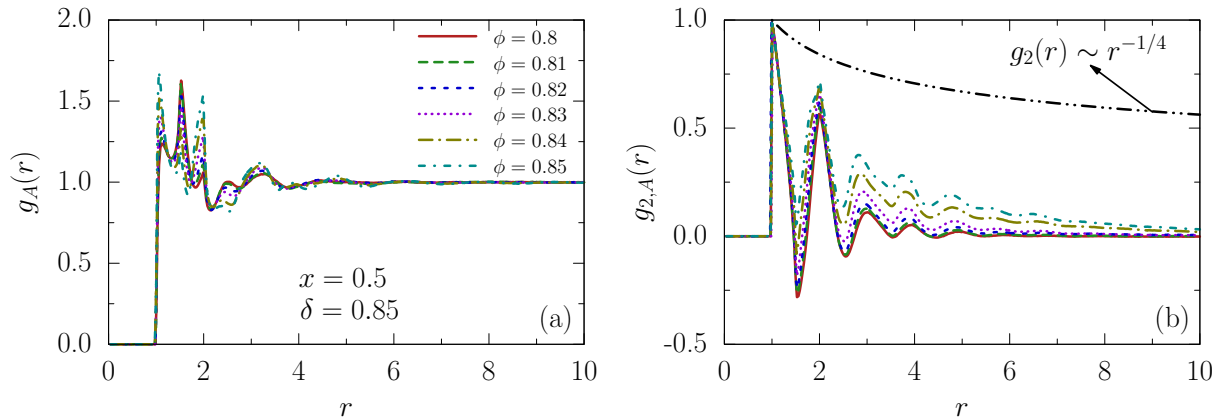 2.0
1.5
1.0
0.5
0.0
0
2
4
6
8
10
g_A(r)
r
ϕ = 0.8
ϕ = 0.81
ϕ = 0.82
ϕ = 0.83
ϕ = 0.84
ϕ = 0.85
x = 0.5
δ = 0.85
(a)
1.0
0.5
0.0
-0.5
0
2
4
6
8
10
g_{2,A}(r)
r
g_2(r) ∼ r^{-1/4}
(b)